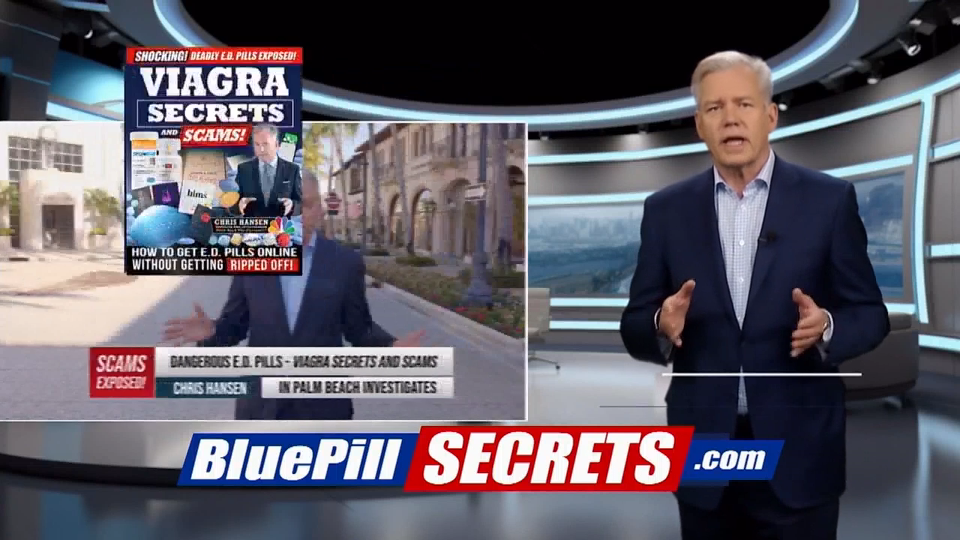 SHOCKING! DEADLY E.D. PILLS EXPOSED!
VIAGRA
SECRETS
AND SCAMS!
hims
CHRIS HANSEN
HOW TO GET E.D. PILLS ONLINE
WITHOUT GETTING RIPPED OFF!
SCAMS
EXPOSED!
DANGEROUS E.D. PILLS - VIAGRA SECRETS AND SCAMS
CHRIS HANSEN
IN PALM BEACH INVESTIGATES
BluePill SECRETS .com